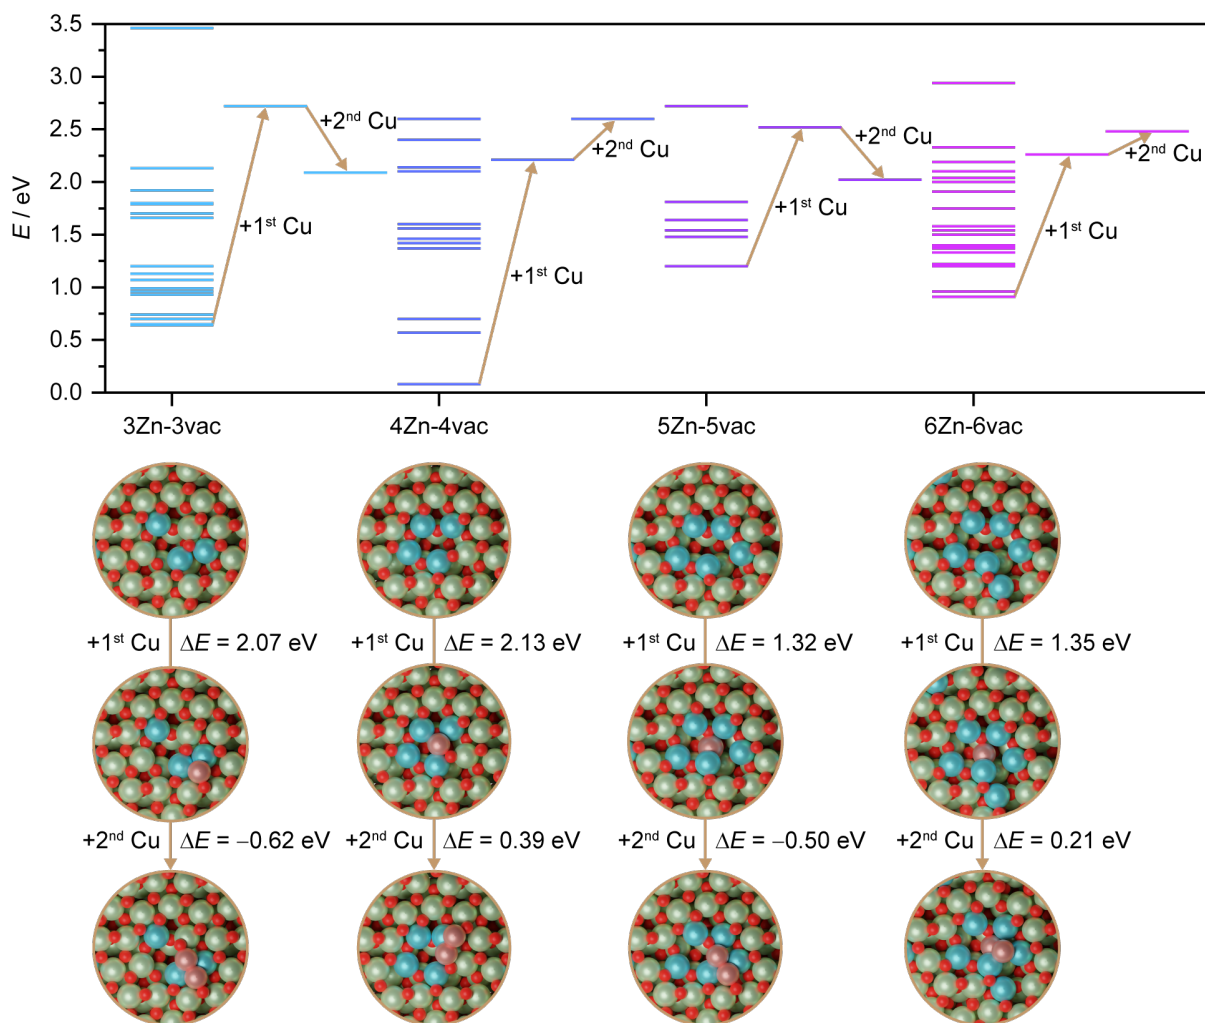 3.5
3.0
2.5
2.0
1.5
1.0
0.5
0.0
E / eV
+2nd Cu
+1st Cu
+2nd Cu
+1st Cu
+2nd Cu
+1st Cu
+2nd Cu
+1st Cu
3Zn-3vac 4Zn-4vac 5Zn-5vac 6Zn-6vac
+1st Cu ΔE = 2.07 eV +1st Cu ΔE = 2.13 eV +1st Cu ΔE = 1.32 eV +1st Cu ΔE = 1.35 eV
+2nd Cu ΔE = −0.62 eV +2nd Cu ΔE = 0.39 eV +2nd Cu ΔE = −0.50 eV +2nd Cu ΔE = 0.21 eV